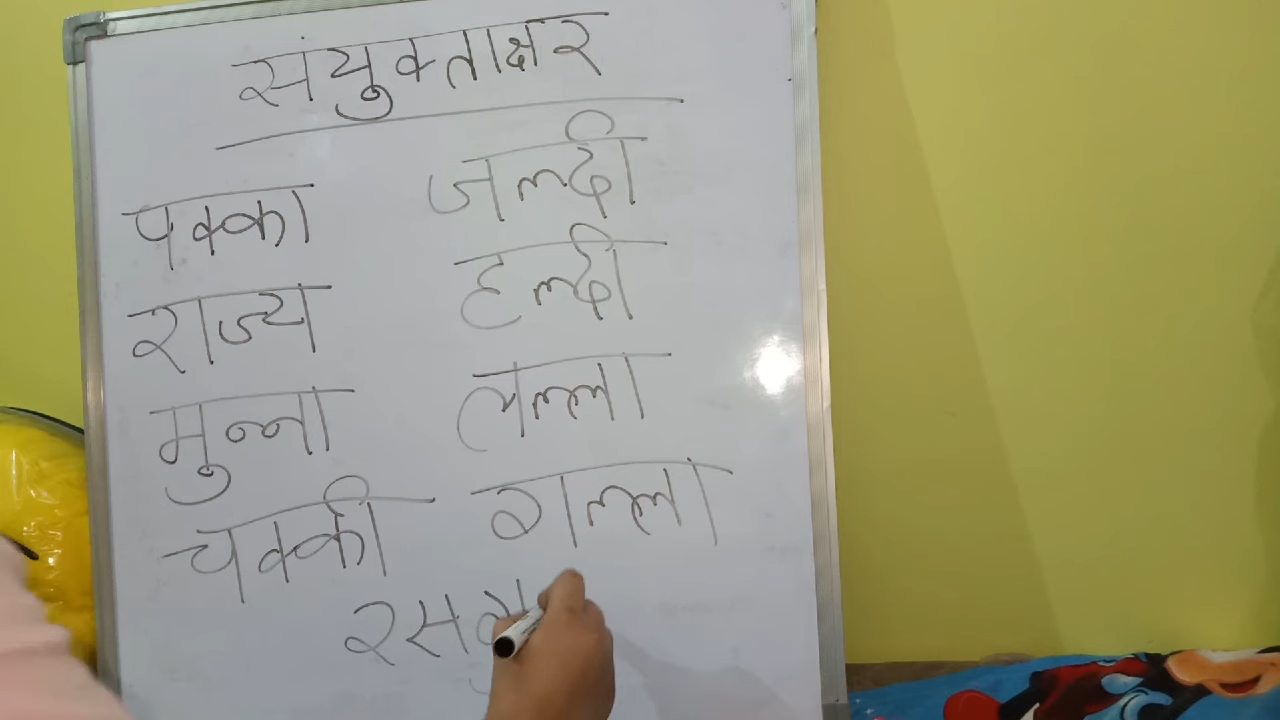 संयुक्ताक्षर
पक्का जल्दी
राज्य हल्दी
मुन्ना लल्ला
चक्की गल्ला